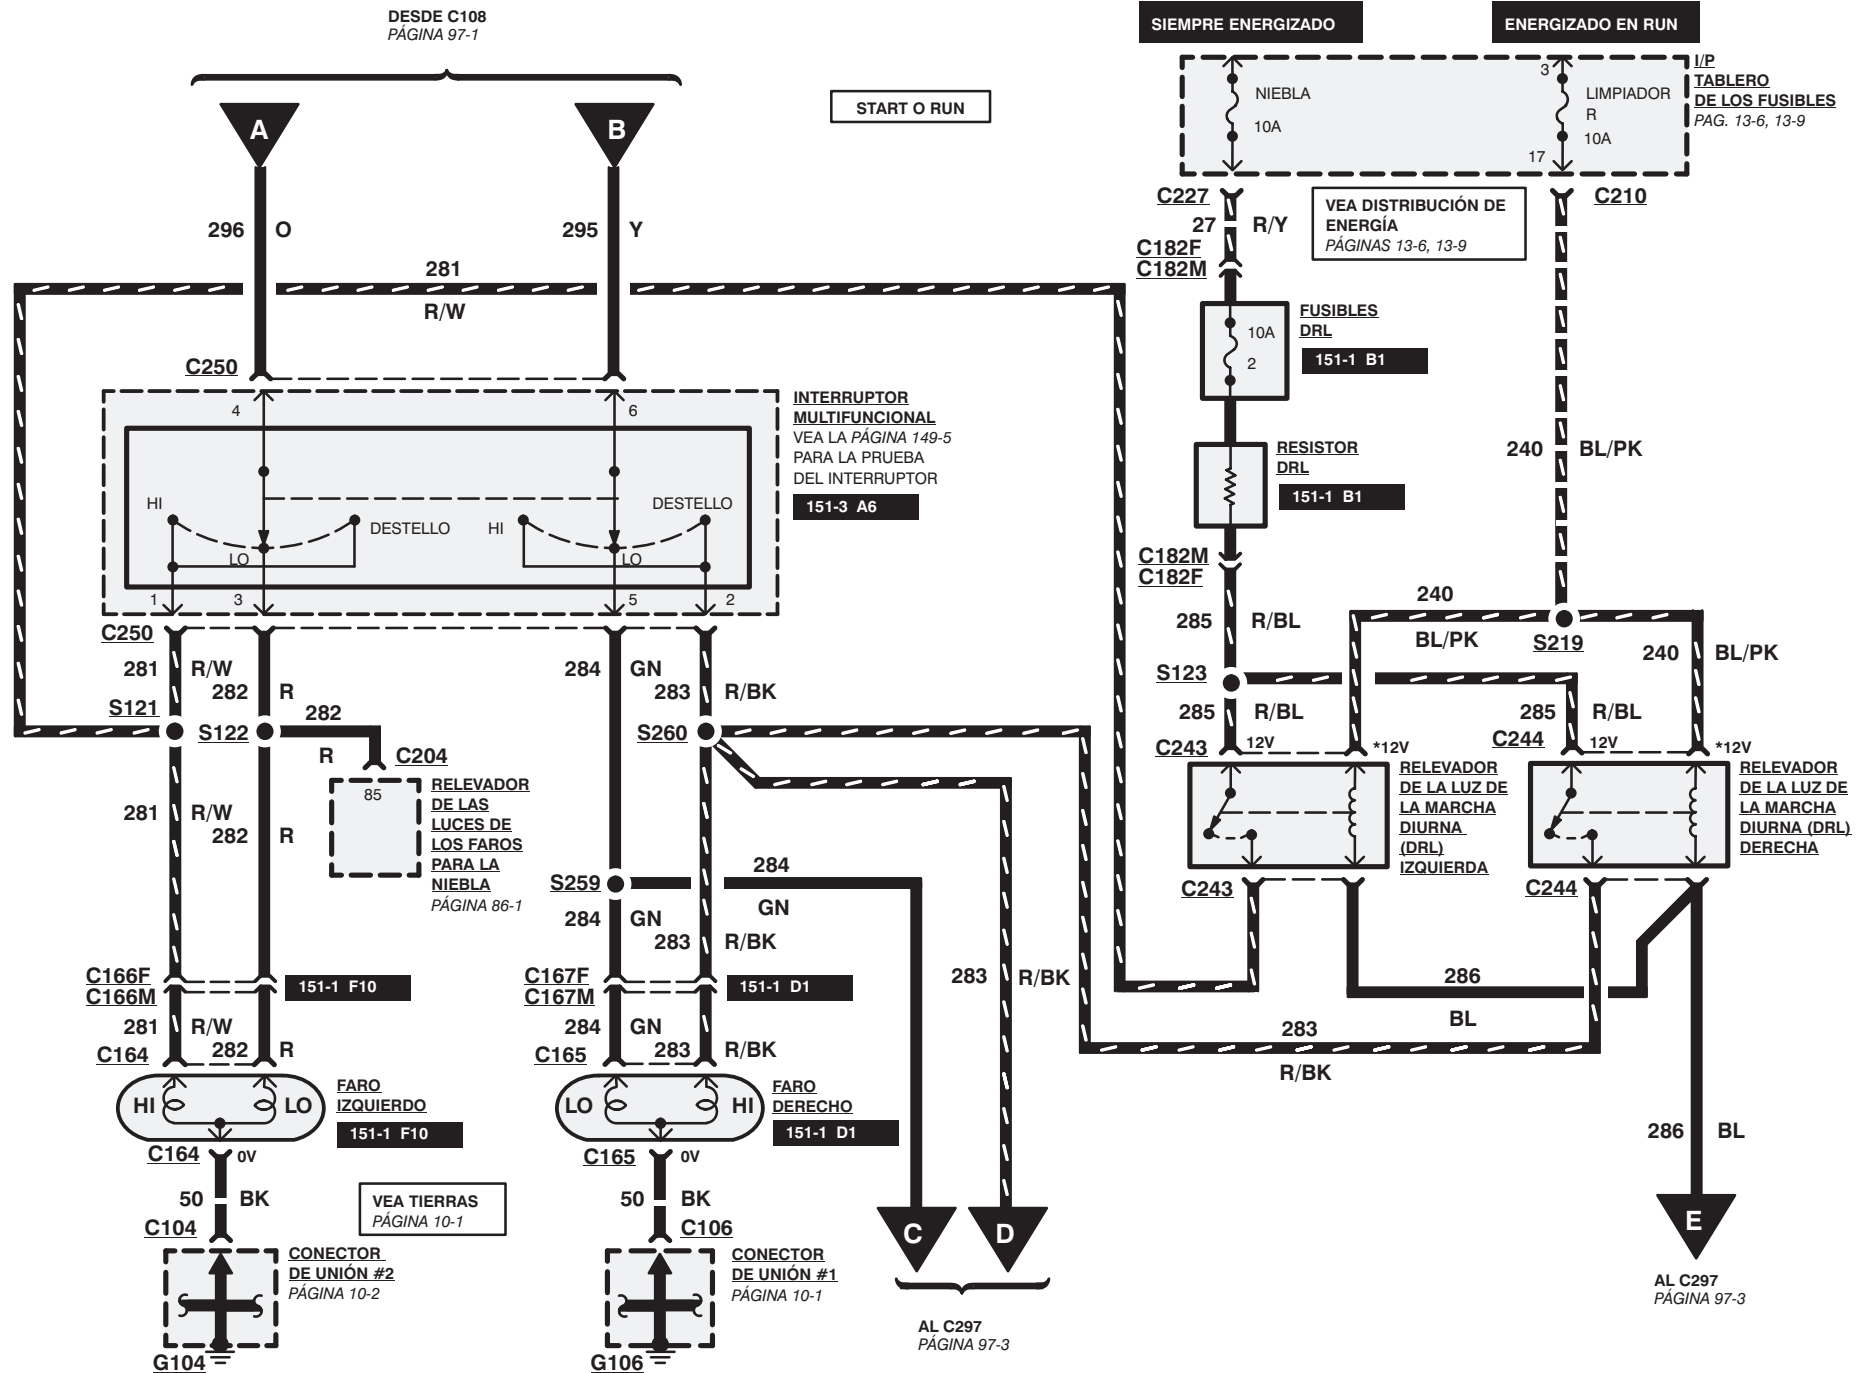 DESDE C108
PÁGINA 97-1
SIEMPRE ENERGIZADO
ENERGIZADO EN RUN
A
B
START O RUN
NIEBLA
10A
3
LIMPIADOR
R
10A
17
I/P
TABLERO
DE LOS FUSIBLES
PAG. 13-6, 13-9
C227
27
R/Y
C182F
C182M
VEA DISTRIBUCIÓN DE
ENERGÍA
PÁGINAS 13-6, 13-9
C210
296
O
295
Y
281
R/W
10A
2
FUSIBLES
DRL
151-1 B1
C250
4
6
INTERRUPTOR
MULTIFUNCIONAL
VEA LA PÁGINA 149-5
PARA LA PRUEBA
DEL INTERRUPTOR
151-3 A6
HI
DESTELLO
LO
HI
DESTELLO
LO
1
3
5
2
RESISTOR
DRL
151-1 B1
240
BL/PK
C182M
C182F
285
R/BL
240
BL/PK
S219
240
BL/PK
C250
281
R/W
282
R
284
GN
283
R/BK
S123
285
R/BL
285
R/BL
S121
S122
282
R
C204
S260
C243
12V
*12V
C244
12V
*12V
85
RELEVADOR
DE LAS
LUCES DE
LOS FAROS
PARA LA
NIEBLA
PÁGINA 86-1
RELEVADOR
DE LA LUZ DE
LA MARCHA
DIURNA
(DRL)
IZQUIERDA
RELEVADOR
DE LA LUZ DE
LA MARCHA
DIURNA (DRL)
DERECHA
281
R/W
282
R
S259
284
GN
284
GN
283
R/BK
C243
C244
C166F
C166M
151-1 F10
C167F
C167M
151-1 D1
283
R/BK
286
BL
281
R/W
282
R
284
GN
283
R/BK
283
R/BK
C164
C165
HI
LO
FARO
IZQUIERDO
151-1 F10
LO
HI
FARO
DERECHO
151-1 D1
286
BL
C164
0V
C165
0V
50
BK
50
BK
VEA TIERRAS
PÁGINA 10-1
C104
C106
C
D
E
CONECTOR
DE UNIÓN #2
PÁGINA 10-2
CONECTOR
DE UNIÓN #1
PÁGINA 10-1
AL C297
PÁGINA 97-3
AL C297
PÁGINA 97-3
G104
G106